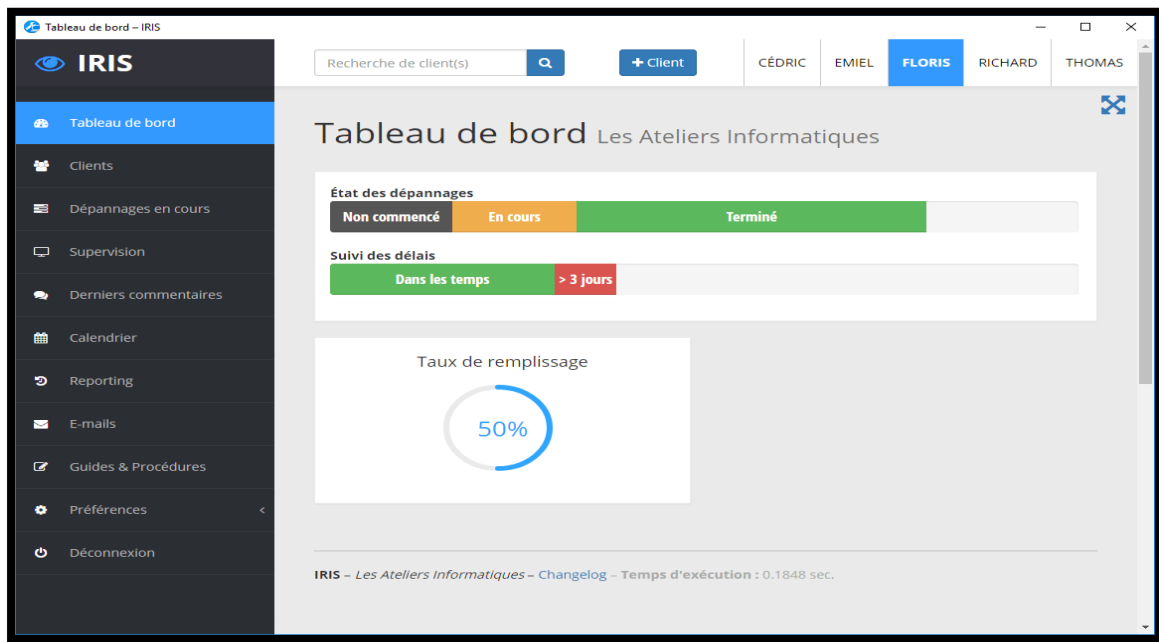 Tableau de bord – IRIS
IRIS
Recherche de client(s)
+ Client
CÉDRIC
EMIEL
FLORIS
RICHARD
THOMAS
Tableau de bord
Clients
Dépannages en cours
Supervision
Derniers commentaires
Calendrier
Reporting
E-mails
Guides & Procédures
Préférences
Déconnexion
Tableau de bord Les Ateliers Informatiques
État des dépannages
Non commencé En cours Terminé
Suivi des délais
Dans les temps > 3 jours
Taux de remplissage
50%
IRIS – Les Ateliers Informatiques – Changelog – Temps d'exécution : 0.1848 sec.